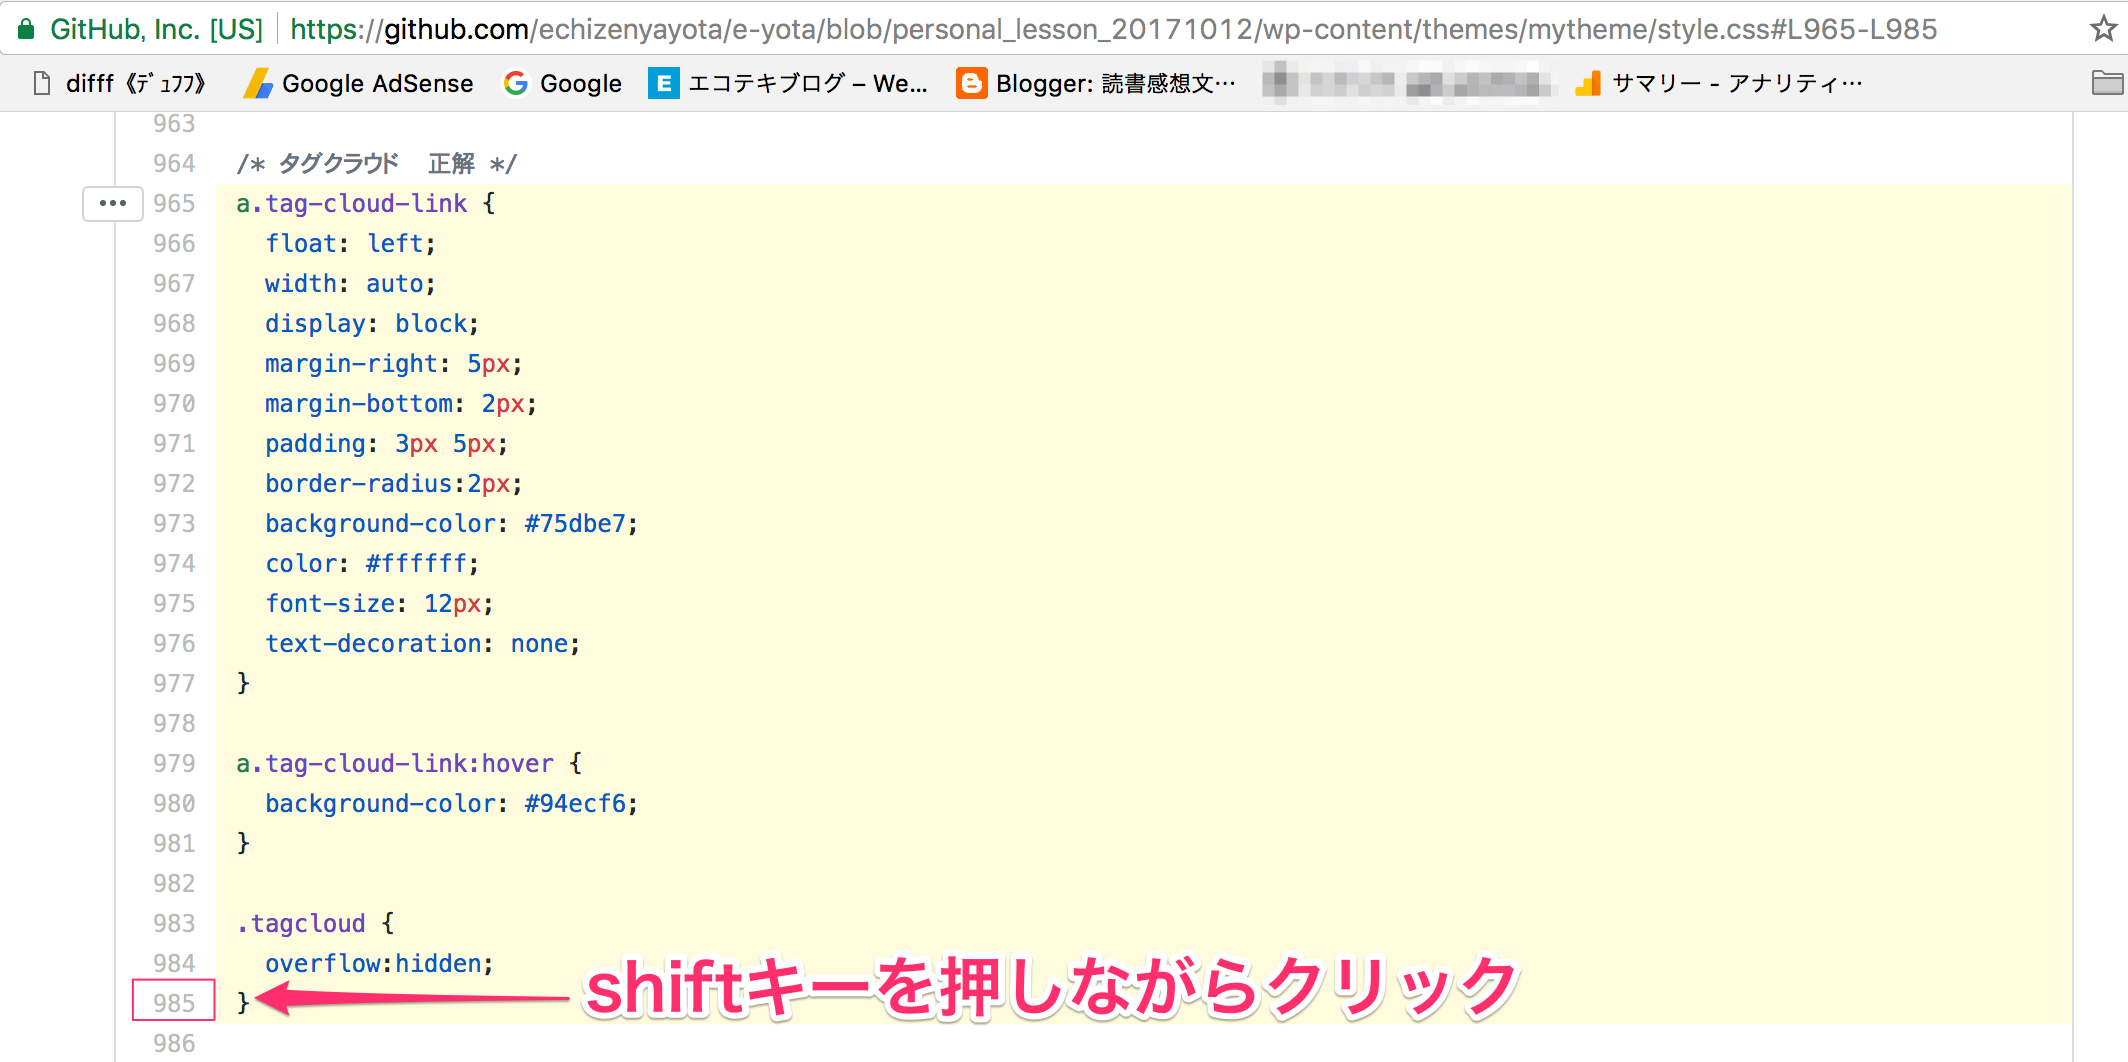 GitHub, Inc. [US] https://github.com/echizenyayota/e-yota/blob/personal_lesson_20171012/wp-content/themes/mytheme/style.css#L965-L985
difff《ﾃﾞｭﾌﾌ》 Google AdSense Google エコテキブログ – We... Blogger: 読書感想文… サマリー - アナリティ…
963
964 /* タグクラウド　正解 */
965 a.tag-cloud-link {
966 float: left;
967 width: auto;
968 display: block;
969 margin-right: 5px;
970 margin-bottom: 2px;
971 padding: 3px 5px;
972 border-radius:2px;
973 background-color: #75dbe7;
974 color: #ffffff;
975 font-size: 12px;
976 text-decoration: none;
977 }
978
979 a.tag-cloud-link:hover {
980 background-color: #94ecf6;
981 }
982
983 .tagcloud {
984 overflow:hidden;
985 } shiftキーを押しながらクリック
986